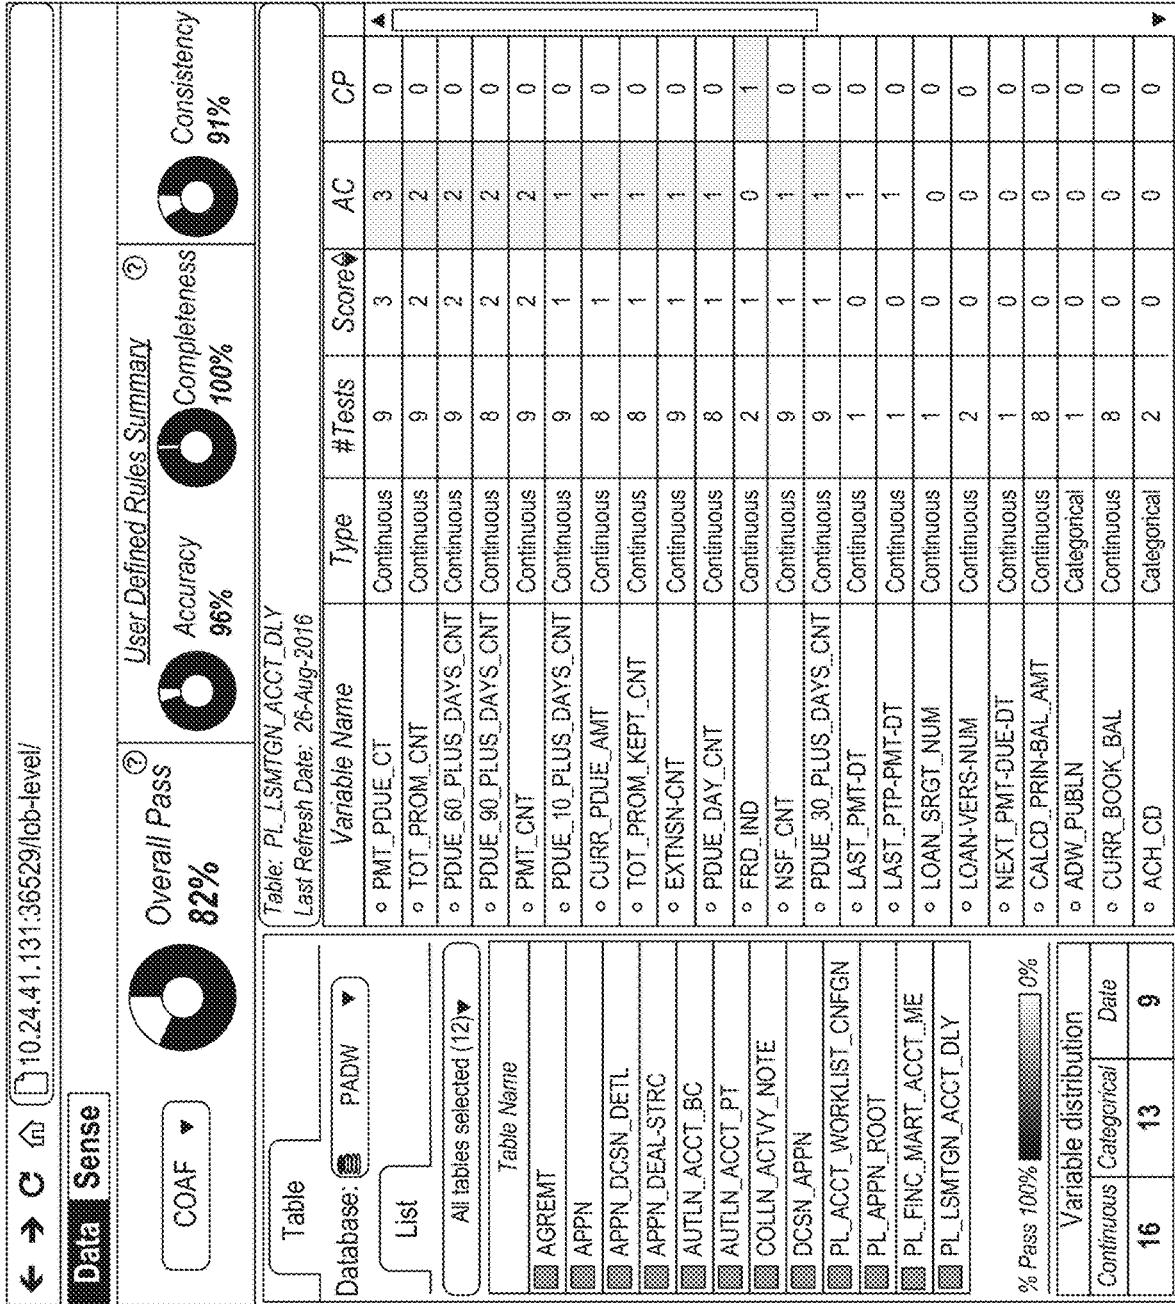 10.24.41.131:36529/lob-level/
Data Sense
COAF ▼
Overall Pass ?
82%
User Defined Rules Summary ?
Accuracy
96%
Completeness
100%
Consistency
91%
Table
Database: PADW ▼
List
All tables selected (12)▼
Table Name
AGREMT
APPN
APPN_DCSN_DETL
APPN_DEAL-STRC
AUTLN_ACCT_BC
AUTLN_ACCT_PT
COLLN_ACTVY_NOTE
DCSN_APPN
PL_ACCT_WORKLIST_CNFGN
PL_APPN_ROOT
PL_FINC_MART_ACCT_ME
PL_LSMTGN_ACCT_DLY
% Pass 100% 0%
Variable distribution
Continuous Categorical Date
16 13 9
Table: PL_LSMTGN_ACCT_DLY
Last Refresh Date: 26-Aug-2016
Variable Name Type #Tests Score AC CP
PMT_PDUE_CT Continuous 9 3 3 0
TOT_PROM_CNT Continuous 9 2 2 0
PDUE_60_PLUS_DAYS_CNT Continuous 9 2 2 0
PDUE_90_PLUS_DAYS_CNT Continuous 8 2 2 0
PMT_CNT Continuous 9 2 2 0
PDUE_10_PLUS_DAYS_CNT Continuous 9 1 1 0
CURR_PDUE_AMT Continuous 8 1 1 0
TOT_PROM_KEPT_CNT Continuous 8 1 1 0
EXTNSN-CNT Continuous 9 1 1 0
PDUE_DAY_CNT Continuous 8 1 1 0
FRD_IND Continuous 2 1 0 1
NSF_CNT Continuous 9 1 1 0
PDUE_30_PLUS_DAYS_CNT Continuous 9 1 1 0
LAST_PMT-DT Continuous 1 0 1 0
LAST_PTP-PMT-DT Continuous 1 0 1 0
LOAN_SRGT_NUM Continuous 1 0 0 0
LOAN-VERS-NUM Continuous 2 0 0 0
NEXT_PMT-DUE-DT Continuous 1 0 0 0
CALCD_PRIN-BAL_AMT Continuous 8 0 0 0
ADW_PUBLN Categorical 1 0 0 0
CURR_BOOK_BAL Continuous 8 0 0 0
ACH_CD Categorical 2 0 0 0